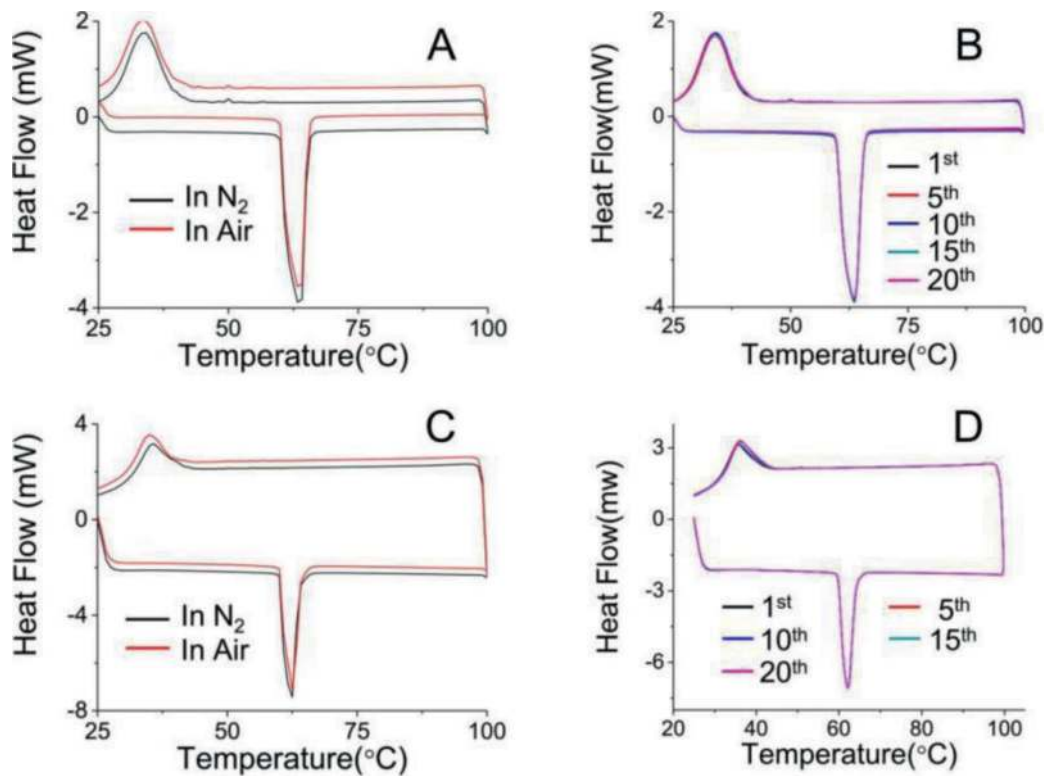 A
2
0
-2
-4
Heat Flow (mW)
In N₂
In Air
25
50
75
100
Temperature(°C)
B
2
0
-2
-4
Heat Flow(mW)
1ˢᵗ
5ᵗʰ
10ᵗʰ
15ᵗʰ
20ᵗʰ
25
50
75
100
Temperature(°C)
C
4
0
-4
-8
Heat Flow (mW)
In N₂
In Air
25
50
75
100
Temperature(°C)
D
3
0
-3
-6
Heat Flow(mw)
1ˢᵗ 5ᵗʰ
10ᵗʰ 15ᵗʰ
20ᵗʰ
20
40
60
80
100
Temperature(°C)